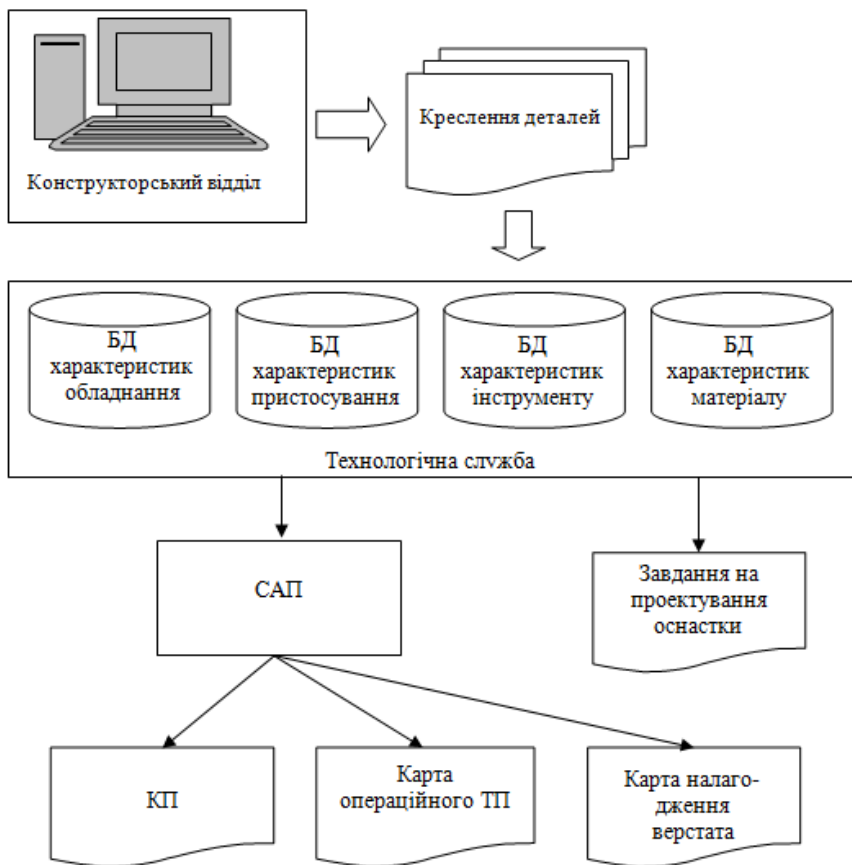 Конструкторський відділ
Креслення деталей
БД
характеристик
обладнання
БД
характеристик
пристосування
БД
характеристик
інструменту
БД
характеристик
матеріалу
Технологічна служба
САП
Завдання на
проектування
оснастки
КП
Карта
операційного ТП
Карта налаго-
дження
верстата